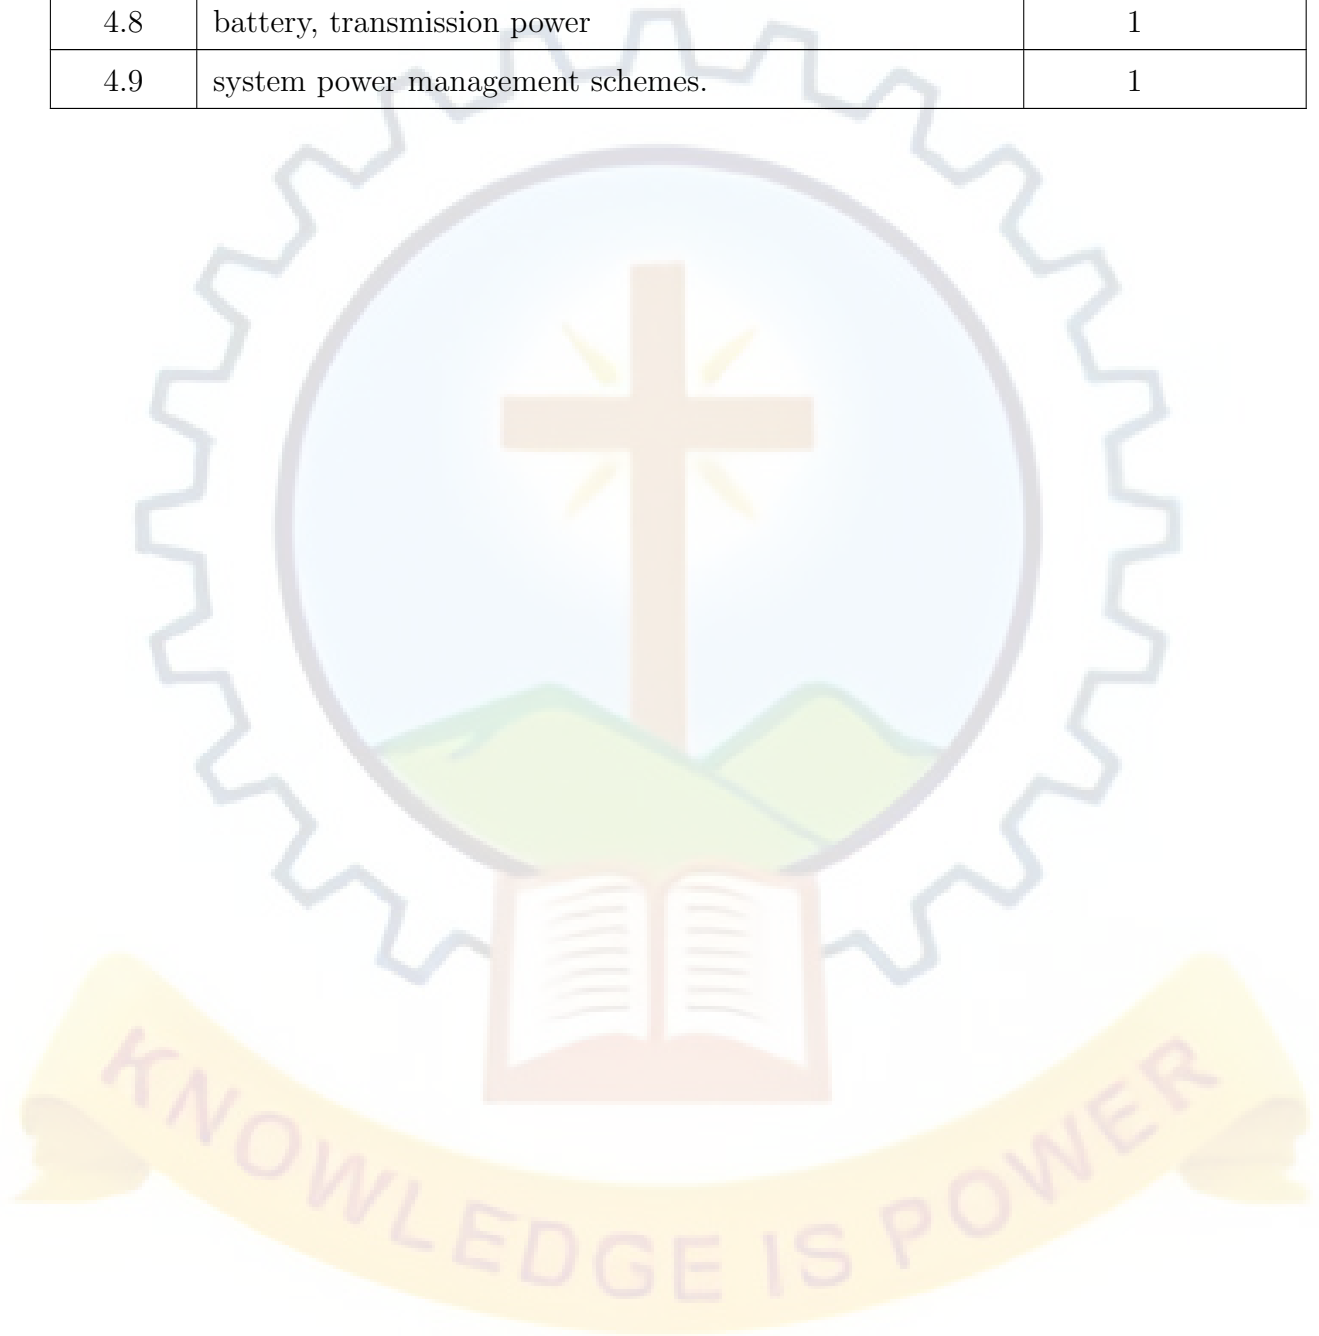 4.8 battery, transmission power 1
4.9 system power management schemes. 1
KNOWLEDGE IS POWER